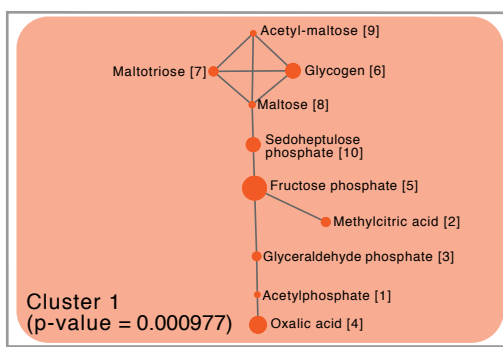 Acetyl-maltose [9]
Maltotriose [7]
Glycogen [6]
Maltose [8]
Sedoheptulose
phosphate [10]
Fructose phosphate [5]
Methylcitric acid [2]
Glyceraldehyde phosphate [3]
Acetylphosphate [1]
Oxalic acid [4]
Cluster 1
(p-value = 0.000977)